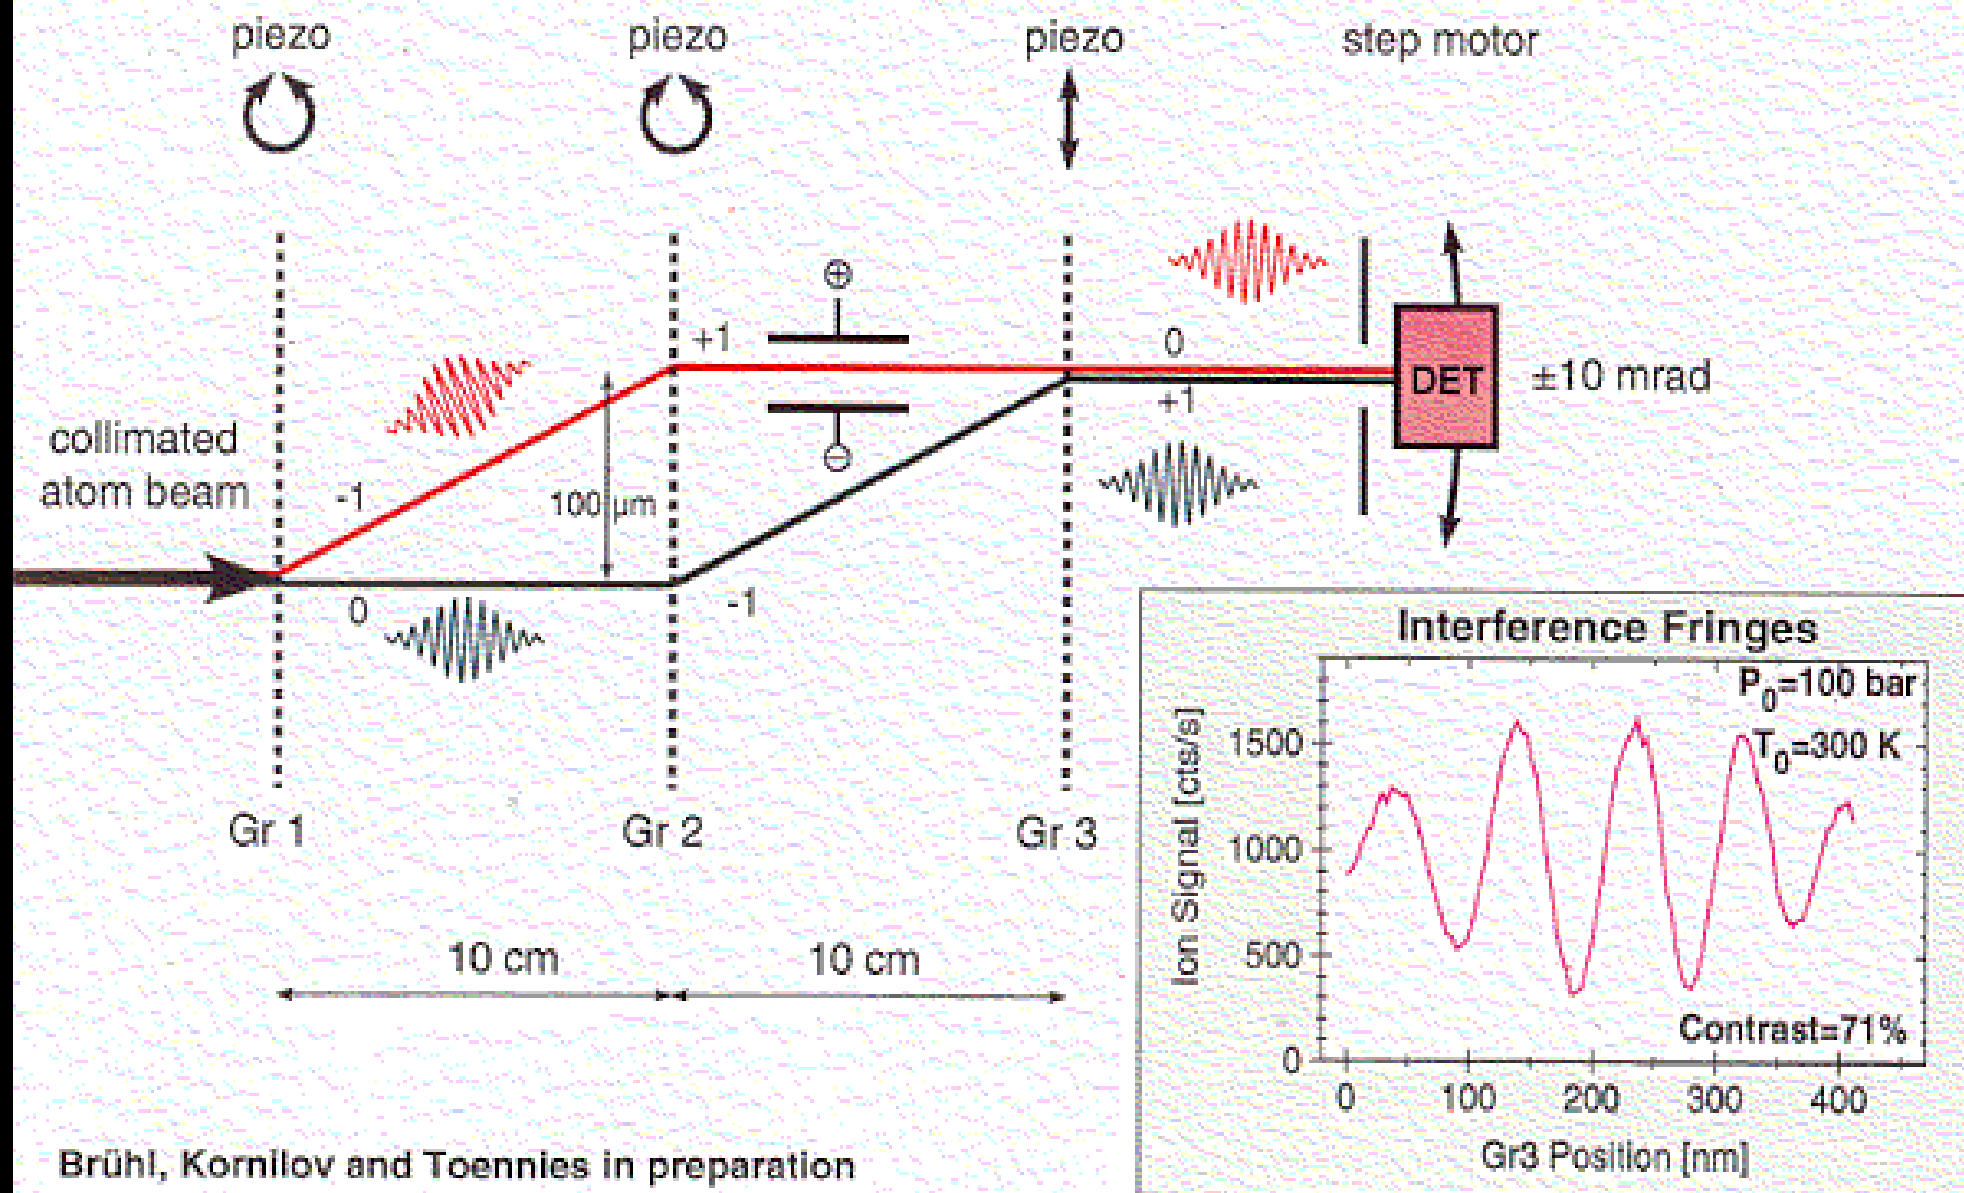 piezo
piezo
piezo
step motor
+1
⊕
0
DET
±10 mrad
+1
collimated
atom beam
-1
100 µm
⊖
0
-1
Gr 1
Gr 2
Gr 3
10 cm
10 cm
Interference Fringes
P0=100 bar
T0=300 K
Contrast=71%
Ion Signal [cts/s]
1500
1000
500
0
0 100 200 300 400
Gr3 Position [nm]
Brühl, Kornilov and Toennies in preparation